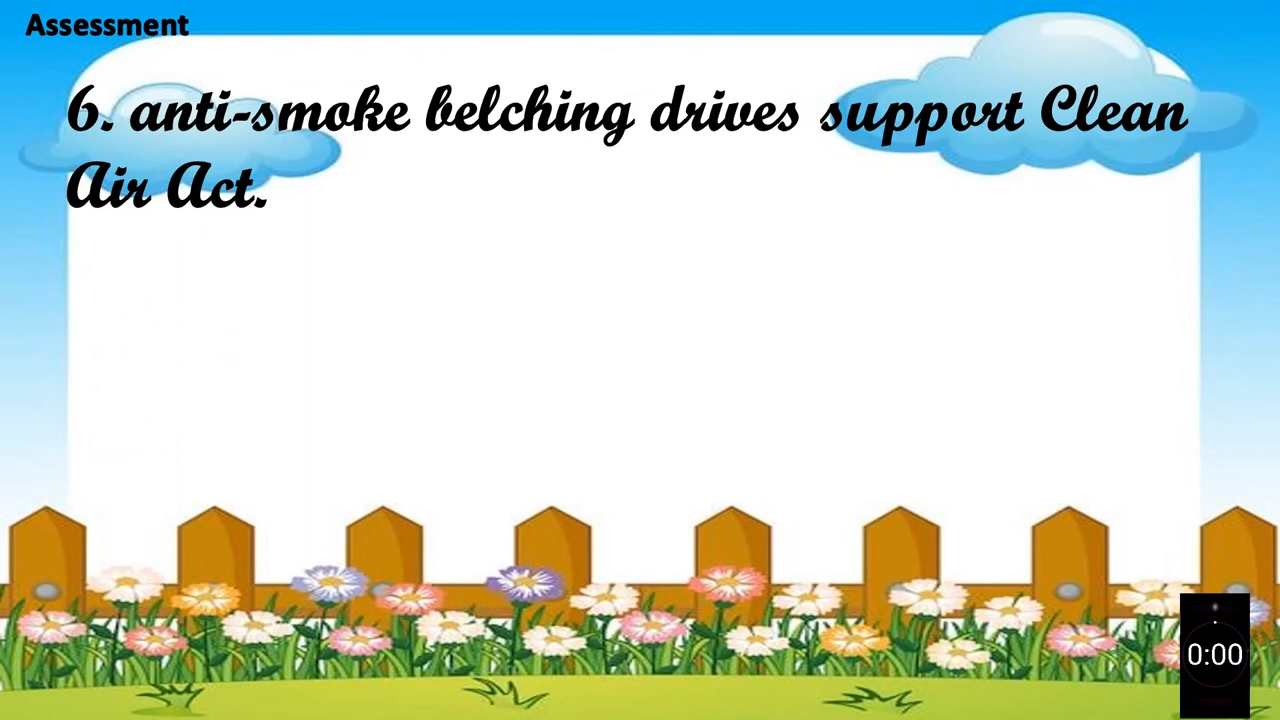 Assessment
6. anti-smoke belching drives support Clean
Air Act.
0:00